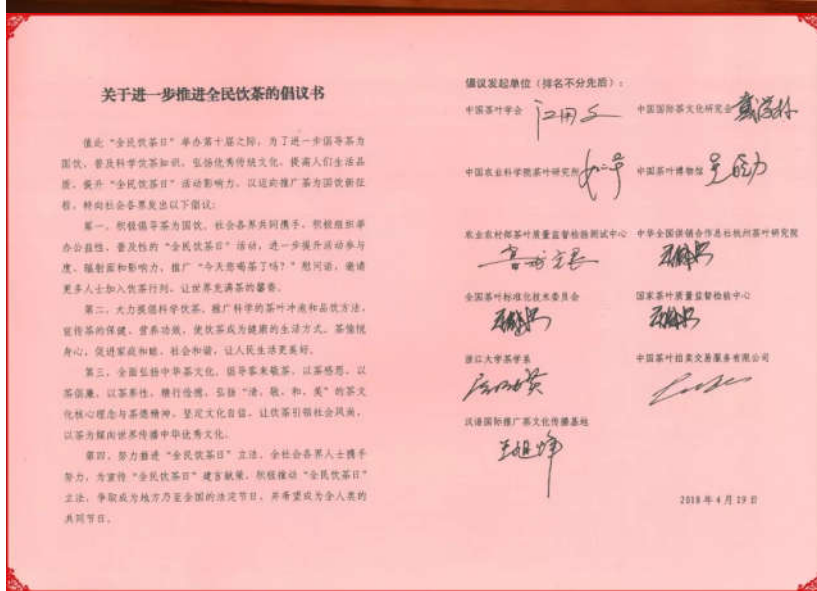 关于进一步推进全民饮茶的倡议书
值此“全民饮茶日”举办第十届之际，为了进一步倡导茶为
国饮，普及科学饮茶知识，弘扬优秀传统文化，提高人们生活品
质，提升“全民饮茶日”活动影响力，以迈向推广茶为国饮新征
程，特向社会各界发出以下倡议：
第一，积极倡导茶为国饮。社会各界共同携手，积极组织举
办公益性、普及性的“全民饮茶日”活动，进一步提升活动参与
度、辐射面和影响力，推广“今天您喝茶了吗？”慰问语，邀请
更多人士加入饮茶行列，让世界充满茶的馨香。
第二，大力提倡科学饮茶。推广科学的茶叶冲泡和品饮方法，
宣传茶的保健、营养功效，使饮茶成为健康的生活方式。茶愉悦
身心，促进家庭和睦、社会和谐，让人民生活更美好。
第三，全面弘扬中华茶文化。倡导客来敬茶、以茶感恩、以
茶倡廉、以茶养性，精行俭德，弘扬“清、敬、和、美”的茶文
化核心理念与茶德精神。坚定文化自信，让饮茶引领社会风尚，
以茶为媒向世界传播中华优秀文化。
第四，努力推进“全民饮茶日”立法。全社会各界人士携手
努力，为宣传“全民饮茶日”建言献策，积极推动“全民饮茶日”
立法，争取成为地方乃至全国的法定节日，并希望成为全人类的
共同节日。
倡议发起单位（排名不分先后）：
中国茶叶学会 江用文 中国国际茶文化研究会
中国农业科学院茶叶研究所 中国茶叶博物馆
农业农村部茶叶质量监督检验测试中心 中华全国供销合作总社杭州茶叶研究院
全国茶叶标准化技术委员会 国家茶叶质量监督检验中心
浙江大学茶学系 中国茶叶拍卖交易服务有限公司
汉语国际推广茶文化传播基地
2018年4月19日